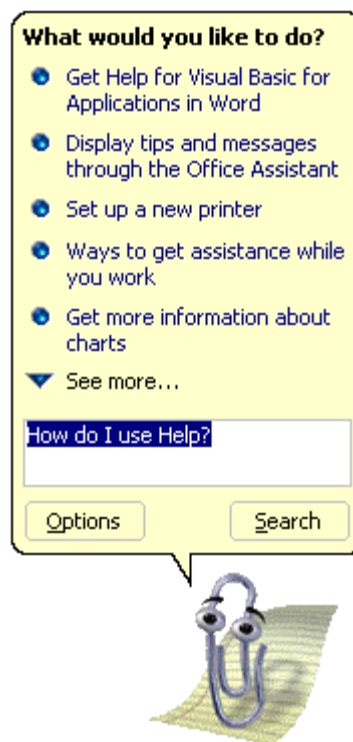 What would you like to do?
Get Help for Visual Basic for
Applications in Word
Display tips and messages
through the Office Assistant
Set up a new printer
Ways to get assistance while
you work
Get more information about
charts
See more...
How do I use Help?
Options
Search